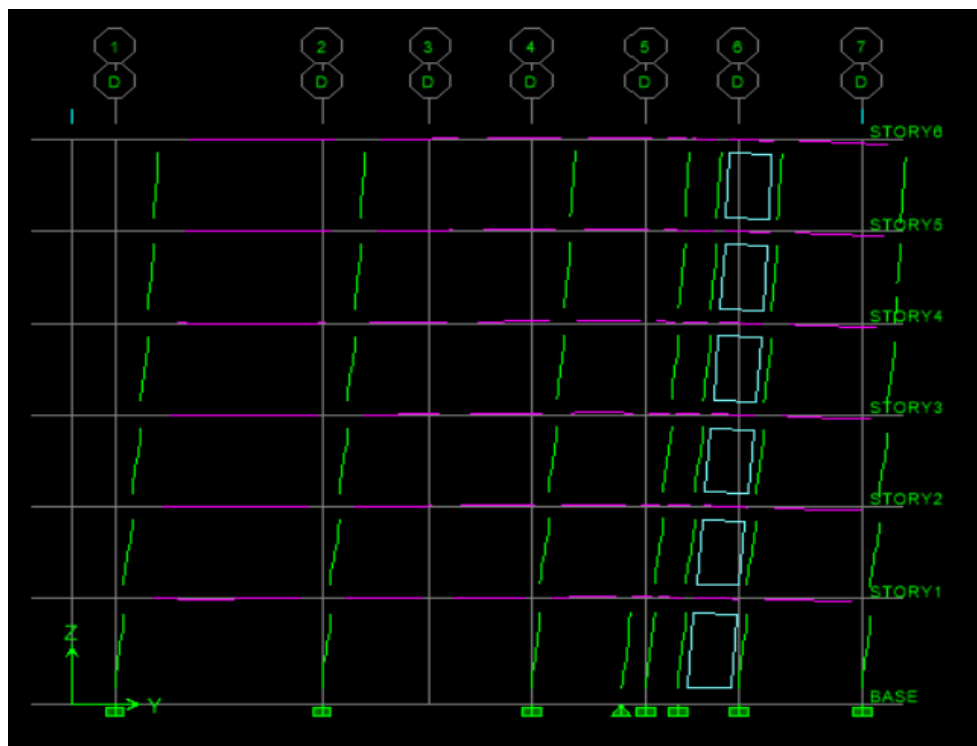 1 2 3 4 5 6 7
D D D D D D D
STORY6
STORY5
STORY4
STORY3
STORY2
STORY1
Z
Y
BASE